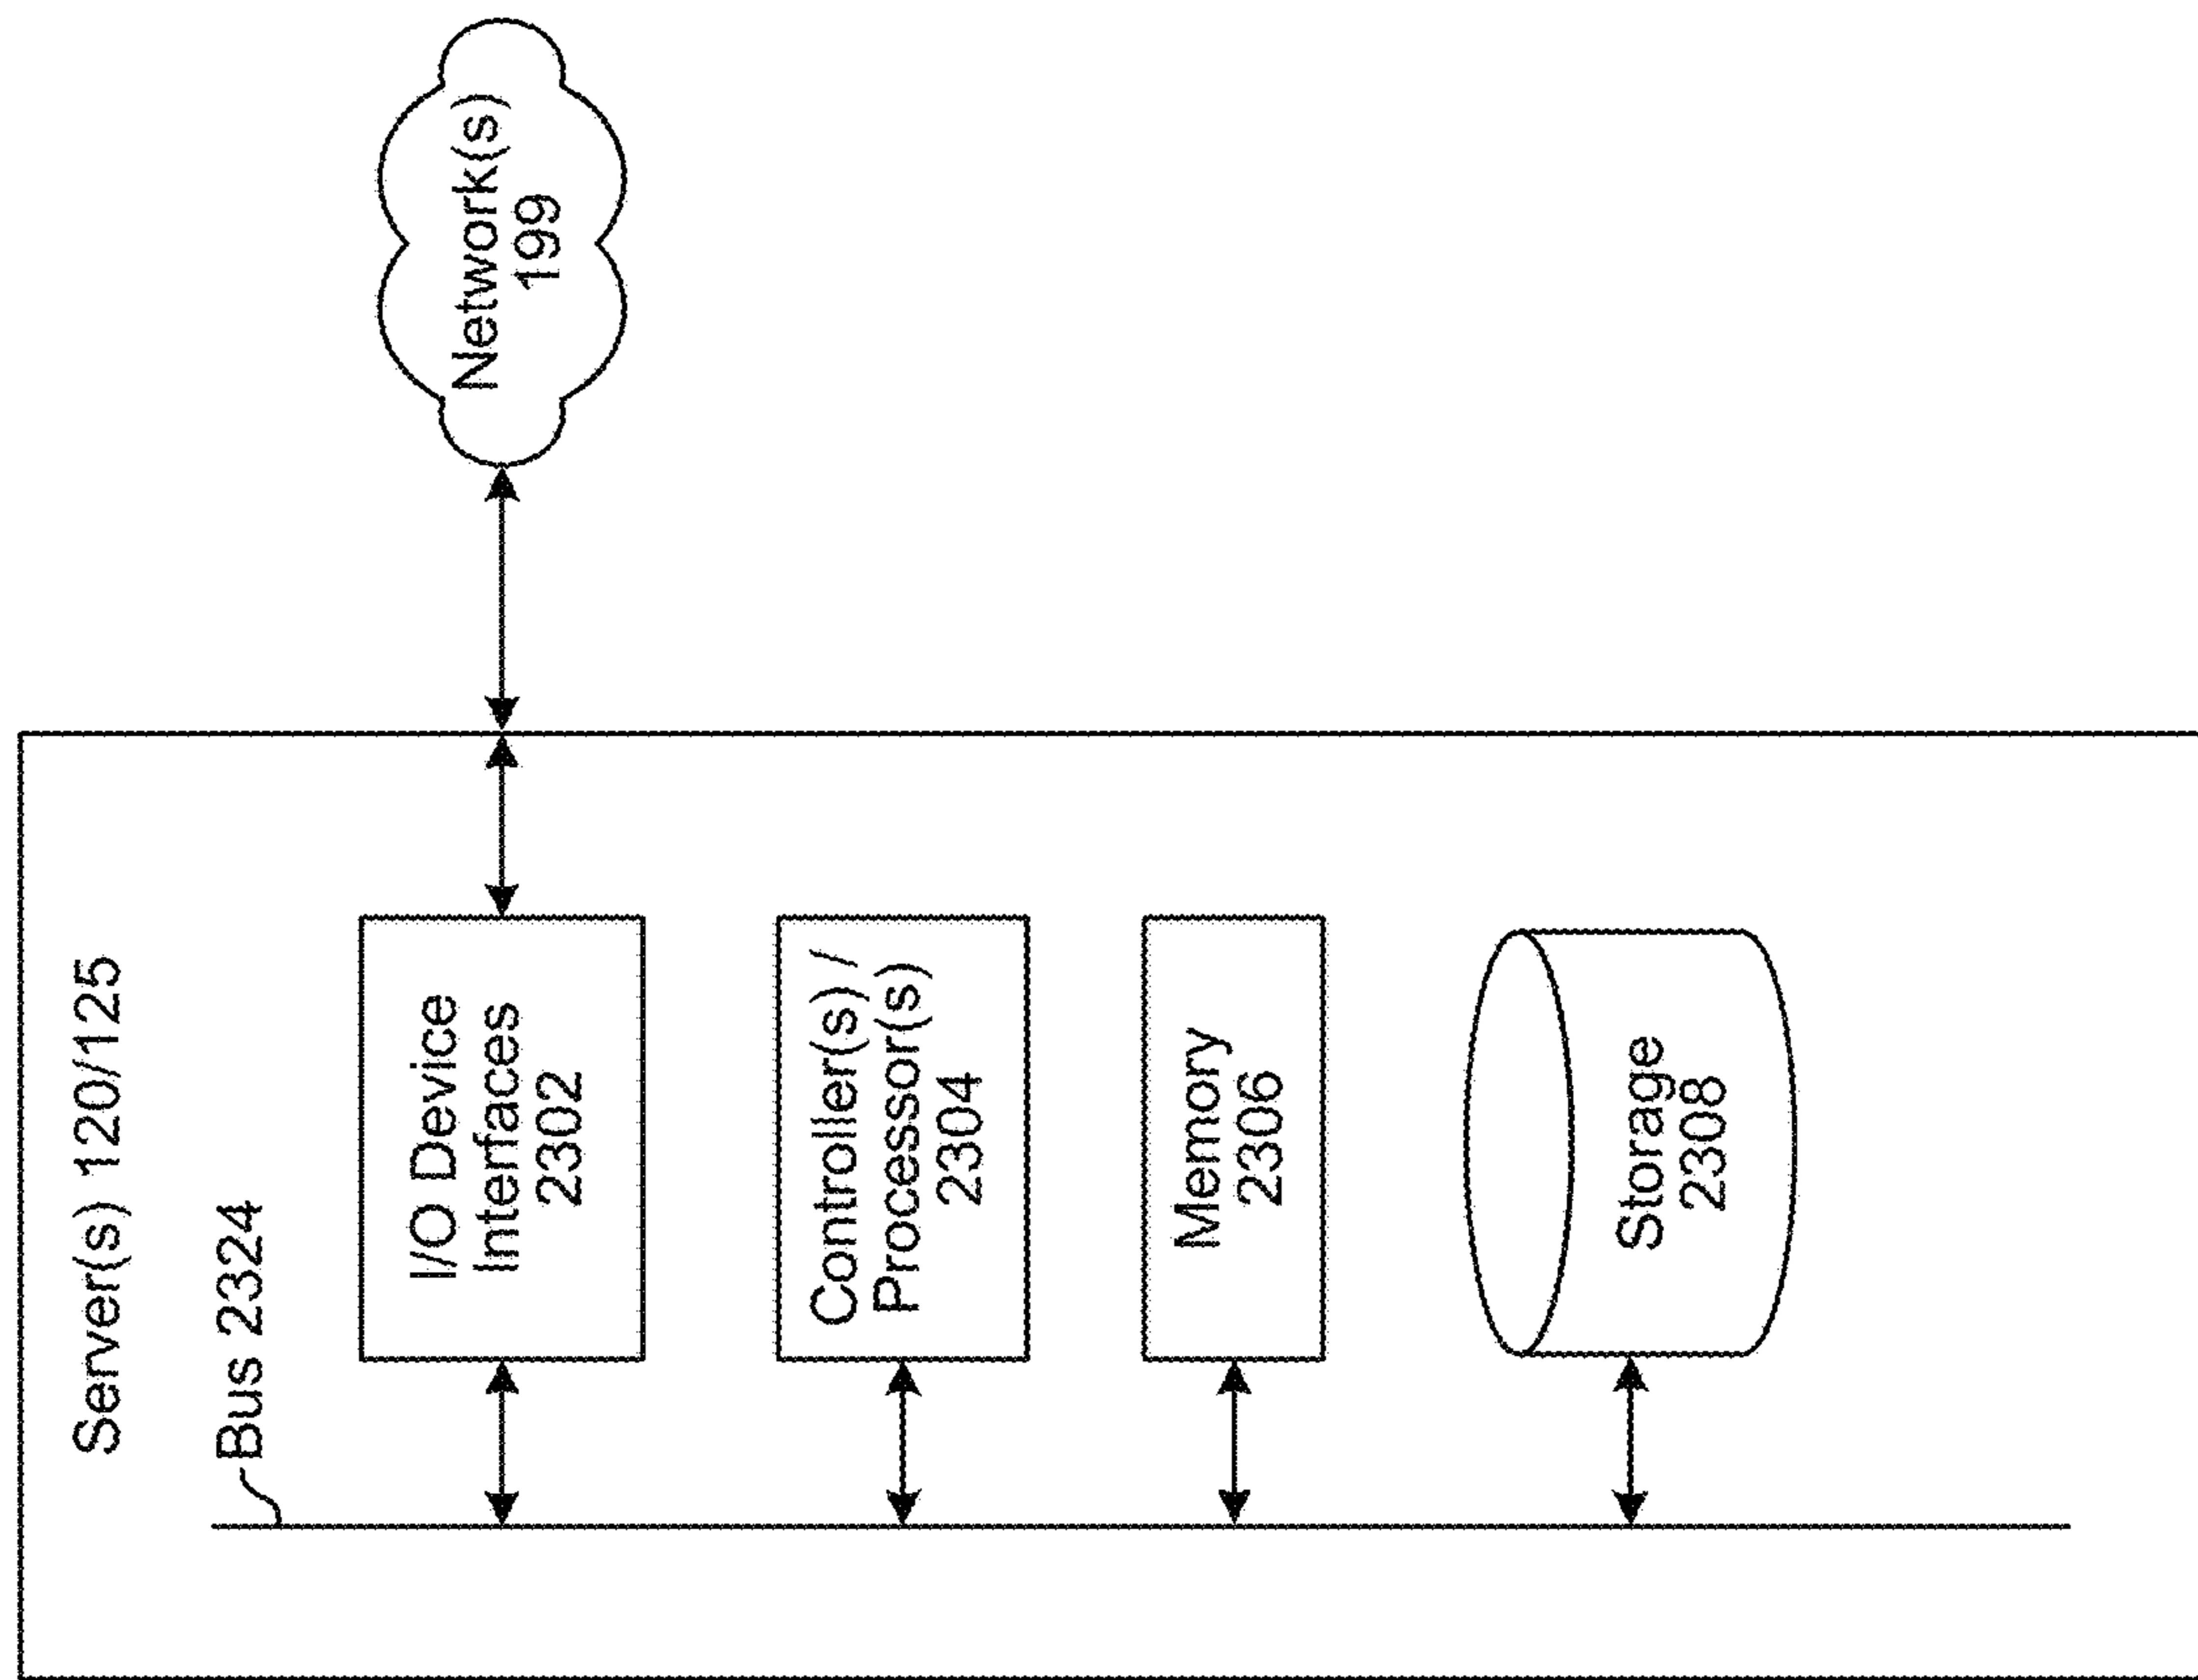 Server(s) 120/125
Bus 2324
I/O Device
Interfaces
2302
Network(s)
199
Controller(s) /
Processor(s)
2304
Memory
2306
Storage
2308